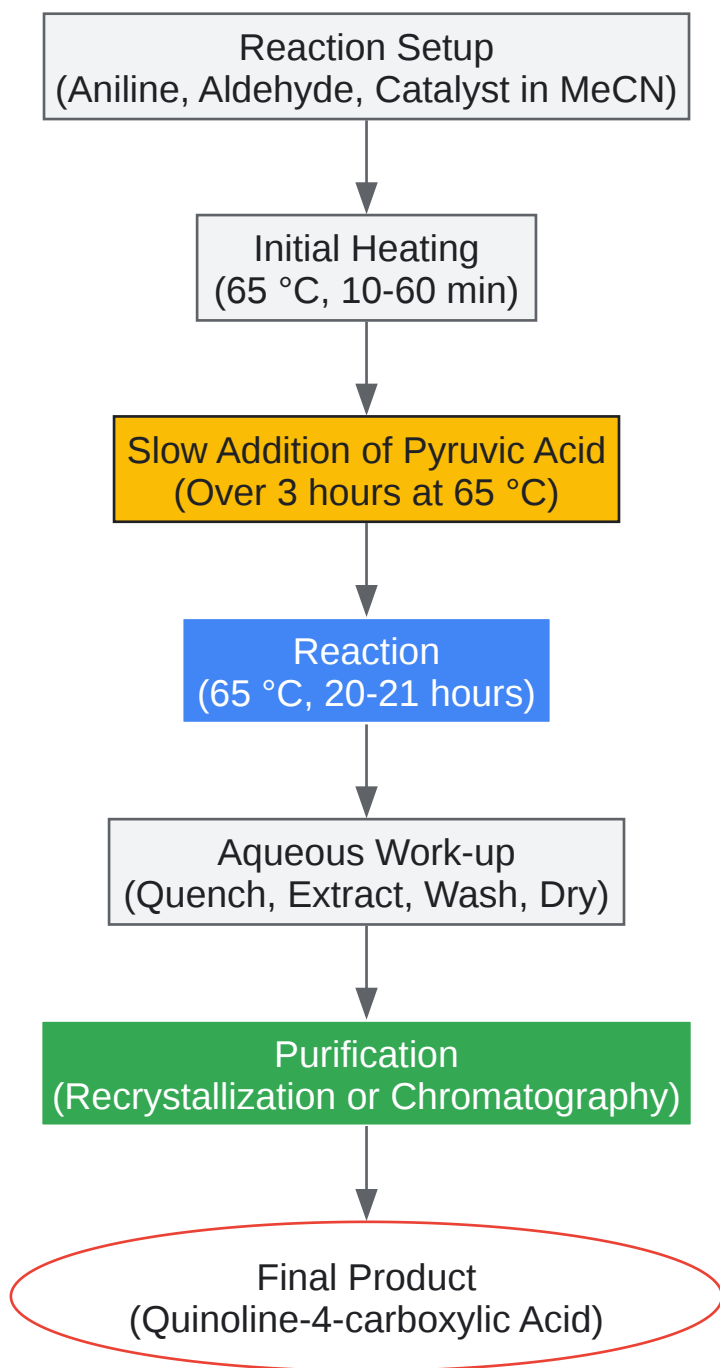 Reaction Setup
(Aniline, Aldehyde, Catalyst in MeCN)
Initial Heating
(65 °C, 10-60 min)
Slow Addition of Pyruvic Acid
(Over 3 hours at 65 °C)
Reaction
(65 °C, 20-21 hours)
Aqueous Work-up
(Quench, Extract, Wash, Dry)
Purification
(Recrystallization or Chromatography)
Final Product
(Quinoline-4-carboxylic Acid)